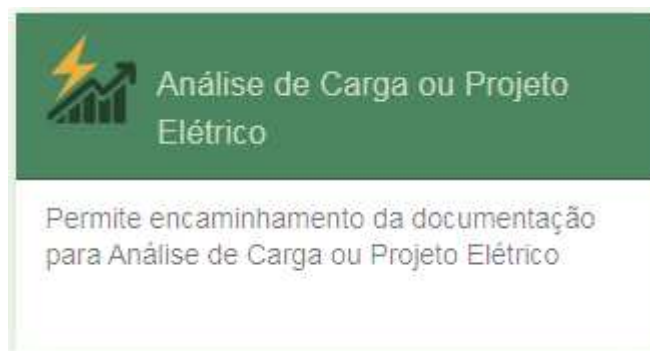 Análise de Carga ou Projeto
Elétrico
Permite encaminhamento da documentação
para Análise de Carga ou Projeto Elétrico